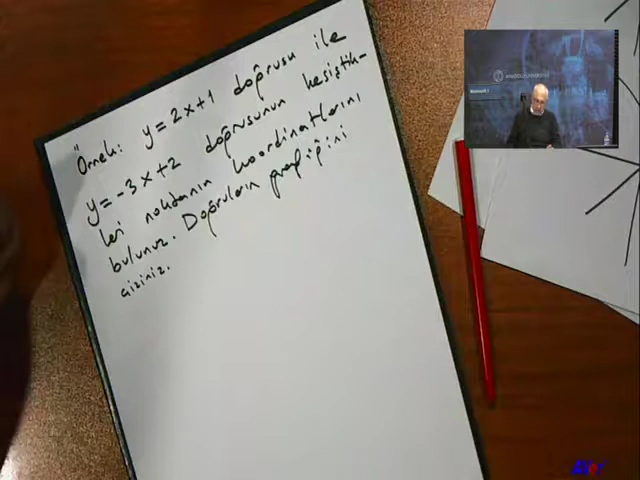 Örnek: y=2x+1 doğrusu ile
y=-3x+2 doğrusunun kesiştik-
leri noktanın koordinatlarını
bulunuz. Doğruların grafiğini
çiziniz.